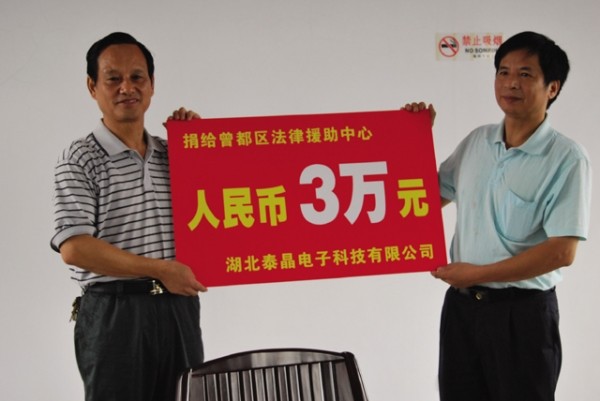 禁止吸烟
NO SOMKING
捐给曾都区法律援助中心
人民币 3万 元
湖北泰晶电子科技有限公司